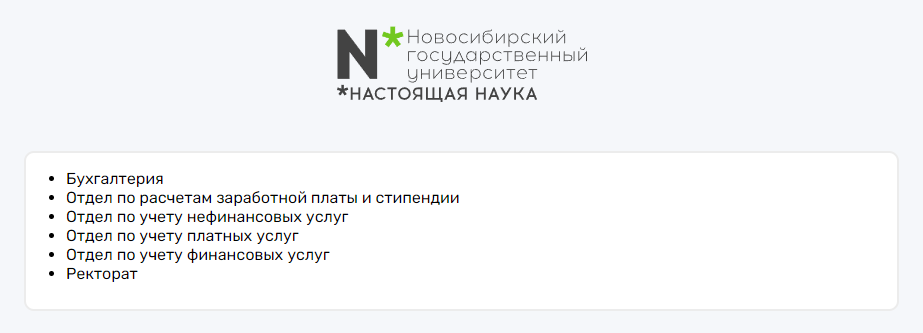 N* Новосибирский
государственный
университет
*НАСТОЯЩАЯ НАУКА
• Бухгалтерия
• Отдел по расчетам заработной платы и стипендии
• Отдел по учету нефинансовых услуг
• Отдел по учету платных услуг
• Отдел по учету финансовых услуг
• Ректорат